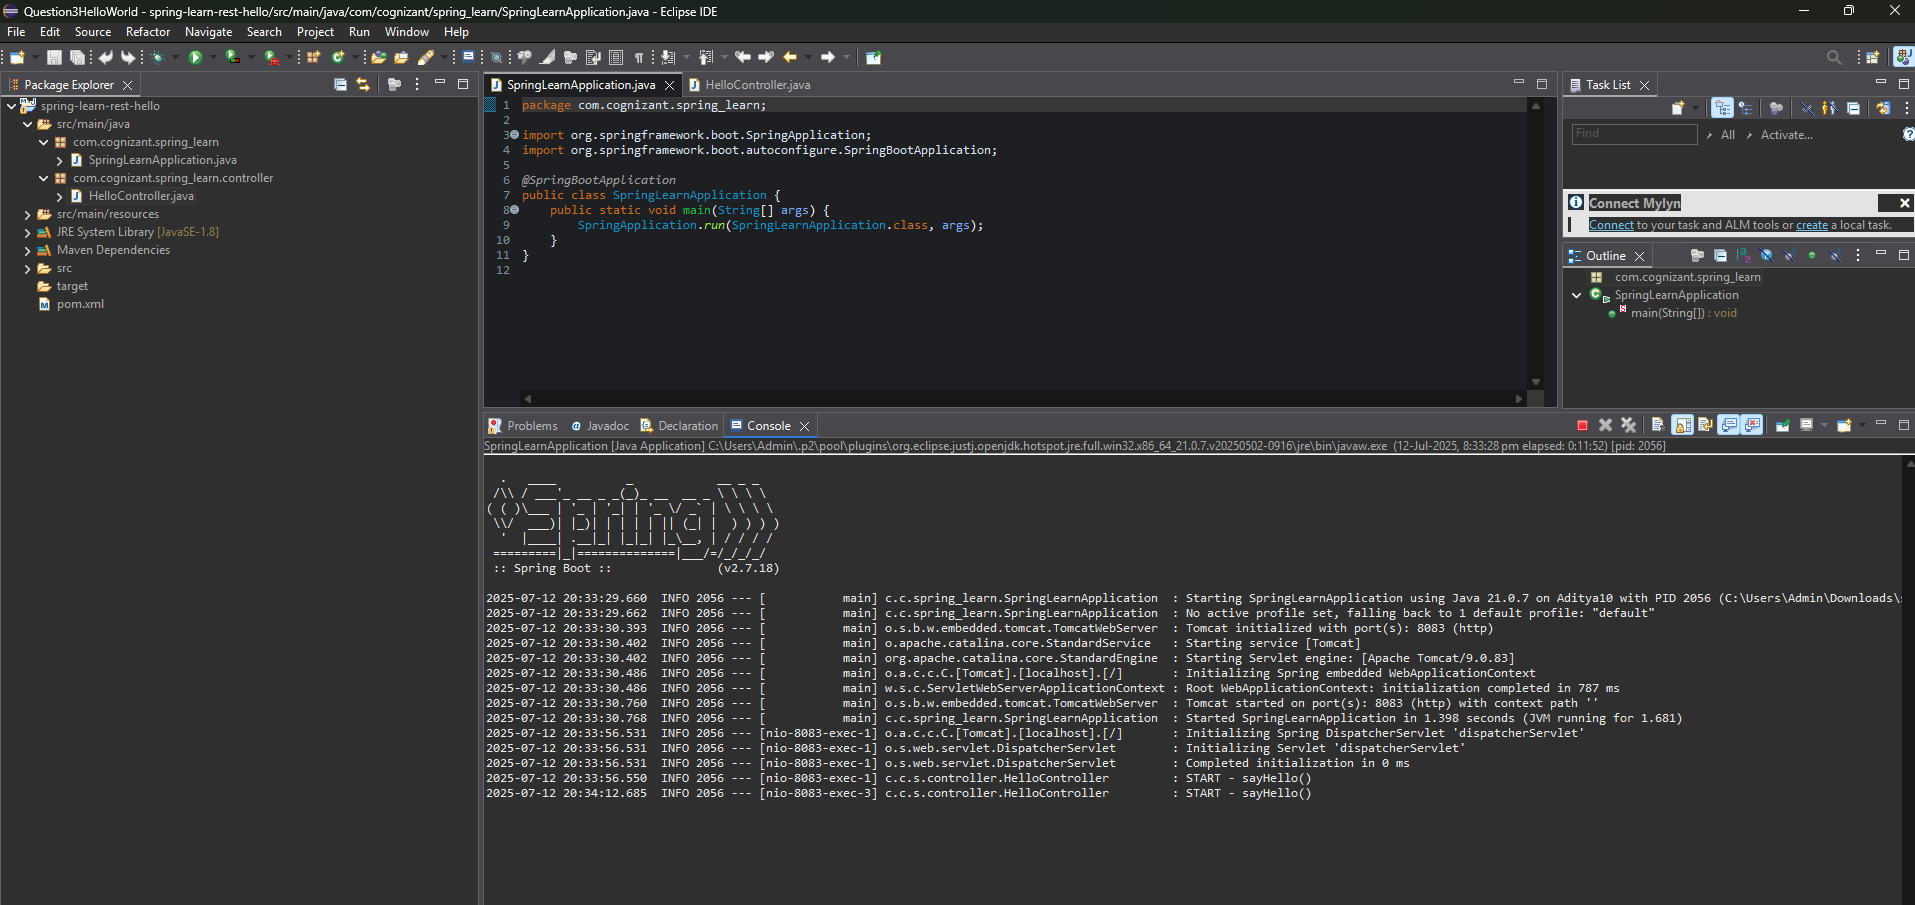 Question3HelloWorld - spring-learn-rest-hello/src/main/java/com/cognizant/spring_learn/SpringLearnApplication.java - Eclipse IDE
File Edit Source Refactor Navigate Search Project Run Window Help
Package Explorer
spring-learn-rest-hello
src/main/java
com.cognizant.spring_learn
SpringLearnApplication.java
com.cognizant.spring_learn.controller
HelloController.java
src/main/resources
JRE System Library [JavaSE-1.8]
Maven Dependencies
src
target
pom.xml
SpringLearnApplication.java HelloController.java
1 package com.cognizant.spring_learn;
2
3 import org.springframework.boot.SpringApplication;
4 import org.springframework.boot.autoconfigure.SpringBootApplication;
5
6 @SpringBootApplication
7 public class SpringLearnApplication {
8 public static void main(String[] args) {
9 SpringApplication.run(SpringLearnApplication.class, args);
10 }
11 }
12
Task List
Find All Activate...
Connect Mylyn
Connect to your task and ALM tools or create a local task.
Outline
com.cognizant.spring_learn
SpringLearnApplication
main(String[]) : void
Problems Javadoc Declaration Console
SpringLearnApplication [Java Application] C:\Users\Admin\.p2\pool\plugins\org.eclipse.justj.openjdk.hotspot.jre.full.win32.x86_64_21.0.7.v20250502-0916\jre\bin\javaw.exe (12-Jul-2025, 8:33:28 pm elapsed: 0:11:52) [pid: 2056]
Spring
:: Spring Boot :: (v2.7.18)
2025-07-12 20:33:29.660 INFO 2056 --- [ main] c.c.spring_learn.SpringLearnApplication : Starting SpringLearnApplication using Java 21.0.7 on Aditya10 with PID 2056 (C:\Users\Admin\Downloads\
2025-07-12 20:33:29.662 INFO 2056 --- [ main] c.c.spring_learn.SpringLearnApplication : No active profile set, falling back to 1 default profile: "default"
2025-07-12 20:33:30.393 INFO 2056 --- [ main] o.s.b.w.embedded.tomcat.TomcatWebServer : Tomcat initialized with port(s): 8083 (http)
2025-07-12 20:33:30.402 INFO 2056 --- [ main] o.apache.catalina.core.StandardService : Starting service [Tomcat]
2025-07-12 20:33:30.402 INFO 2056 --- [ main] org.apache.catalina.core.StandardEngine : Starting Servlet engine: [Apache Tomcat/9.0.83]
2025-07-12 20:33:30.486 INFO 2056 --- [ main] o.a.c.c.C.[Tomcat].[localhost].[/] : Initializing Spring embedded WebApplicationContext
2025-07-12 20:33:30.486 INFO 2056 --- [ main] w.s.c.ServletWebServerApplicationContext : Root WebApplicationContext: initialization completed in 787 ms
2025-07-12 20:33:30.760 INFO 2056 --- [ main] o.s.b.w.embedded.tomcat.TomcatWebServer : Tomcat started on port(s): 8083 (http) with context path ''
2025-07-12 20:33:30.768 INFO 2056 --- [ main] c.c.spring_learn.SpringLearnApplication : Started SpringLearnApplication in 1.398 seconds (JVM running for 1.681)
2025-07-12 20:33:56.531 INFO 2056 --- [nio-8083-exec-1] o.a.c.c.C.[Tomcat].[localhost].[/] : Initializing Spring DispatcherServlet 'dispatcherServlet'
2025-07-12 20:33:56.531 INFO 2056 --- [nio-8083-exec-1] o.s.web.servlet.DispatcherServlet : Initializing Servlet 'dispatcherServlet'
2025-07-12 20:33:56.531 INFO 2056 --- [nio-8083-exec-1] o.s.web.servlet.DispatcherServlet : Completed initialization in 0 ms
2025-07-12 20:33:56.550 INFO 2056 --- [nio-8083-exec-1] c.c.s.controller.HelloController : START - sayHello()
2025-07-12 20:34:12.685 INFO 2056 --- [nio-8083-exec-3] c.c.s.controller.HelloController : START - sayHello()